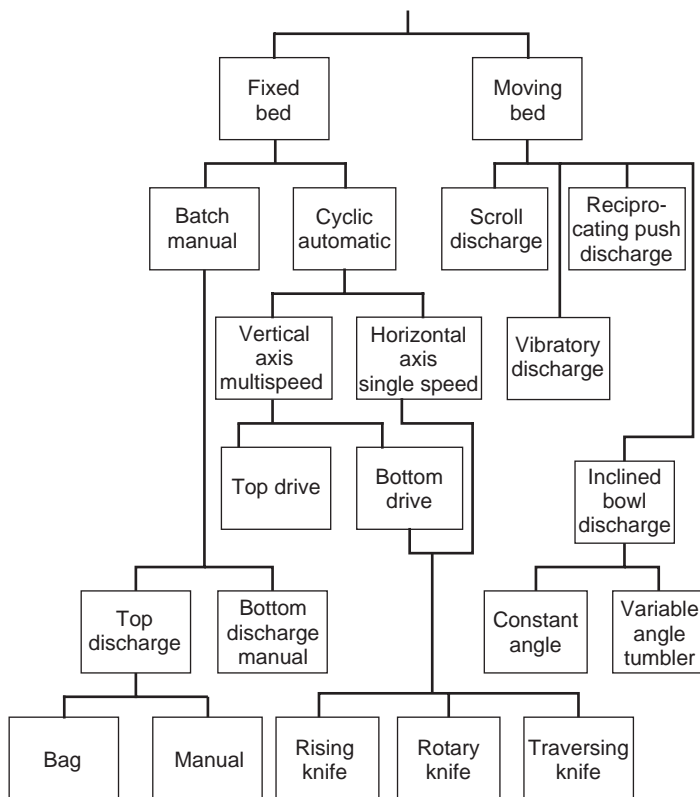 Fixed
bed
Moving
bed
Batch
manual
Cyclic
automatic
Scroll
discharge
Recipro-
cating push
discharge
Vertical
axis
multispeed
Horizontal
axis
single speed
Vibratory
discharge
Top drive
Bottom
drive
Inclined
bowl
discharge
Top
discharge
Bottom
discharge
manual
Constant
angle
Variable
angle
tumbler
Bag
Manual
Rising
knife
Rotary
knife
Traversing
knife